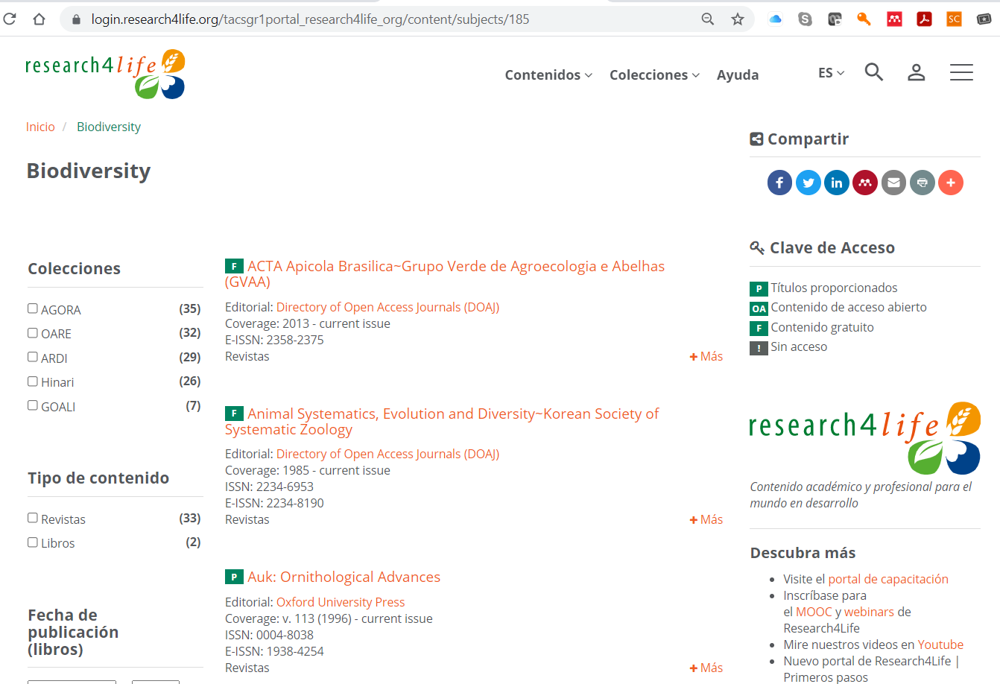 login.research4life.org/tacsgr1portal_research4life_org/content/subjects/185
SC
research4life
Contenidos
Colecciones
Ayuda
ES
Inicio / Biodiversity
Biodiversity
Colecciones
AGORA (35)
OARE (32)
ARDI (29)
Hinari (26)
GOALI (7)
Tipo de contenido
Revistas (33)
Libros (2)
Fecha de
publicación
(libros)
F ACTA Apicola Brasilica~Grupo Verde de Agroecologia e Abelhas
(GVAA)
Editorial: Directory of Open Access Journals (DOAJ)
Coverage: 2013 - current issue
E-ISSN: 2358-2375
Revistas
+ Más
F Animal Systematics, Evolution and Diversity~Korean Society of
Systematic Zoology
Editorial: Directory of Open Access Journals (DOAJ)
Coverage: 1985 - current issue
ISSN: 2234-6953
E-ISSN: 2234-8190
Revistas
+ Más
P Auk: Ornithological Advances
Editorial: Oxford University Press
Coverage: v. 113 (1996) - current issue
ISSN: 0004-8038
E-ISSN: 1938-4254
Revistas
+ Más
Compartir
Clave de Acceso
P Títulos proporcionados
OA Contenido de acceso abierto
F Contenido gratuito
! Sin acceso
research4life
Contenido académico y profesional para el
mundo en desarrollo
Descubra más
• Visite el portal de capacitación
• Inscríbase para
el MOOC y webinars de
Research4Life
• Mire nuestros videos en Youtube
• Nuevo portal de Research4Life |
Primeros pasos